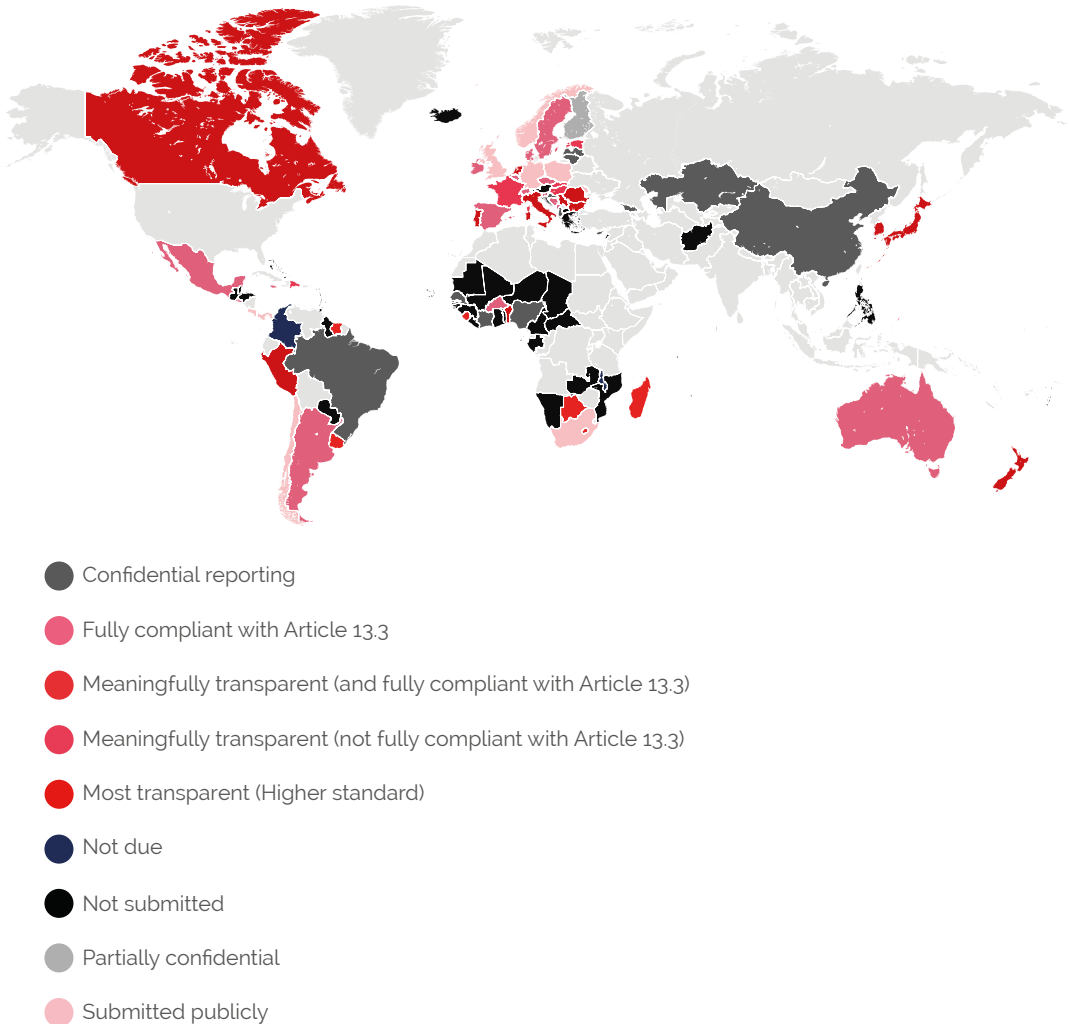 Confidential reporting
Fully compliant with Article 13.3
Meaningfully transparent (and fully compliant with Article 13.3)
Meaningfully transparent (not fully compliant with Article 13.3)
Most transparent (Higher standard)
Not due
Not submitted
Partially confidential
Submitted publicly